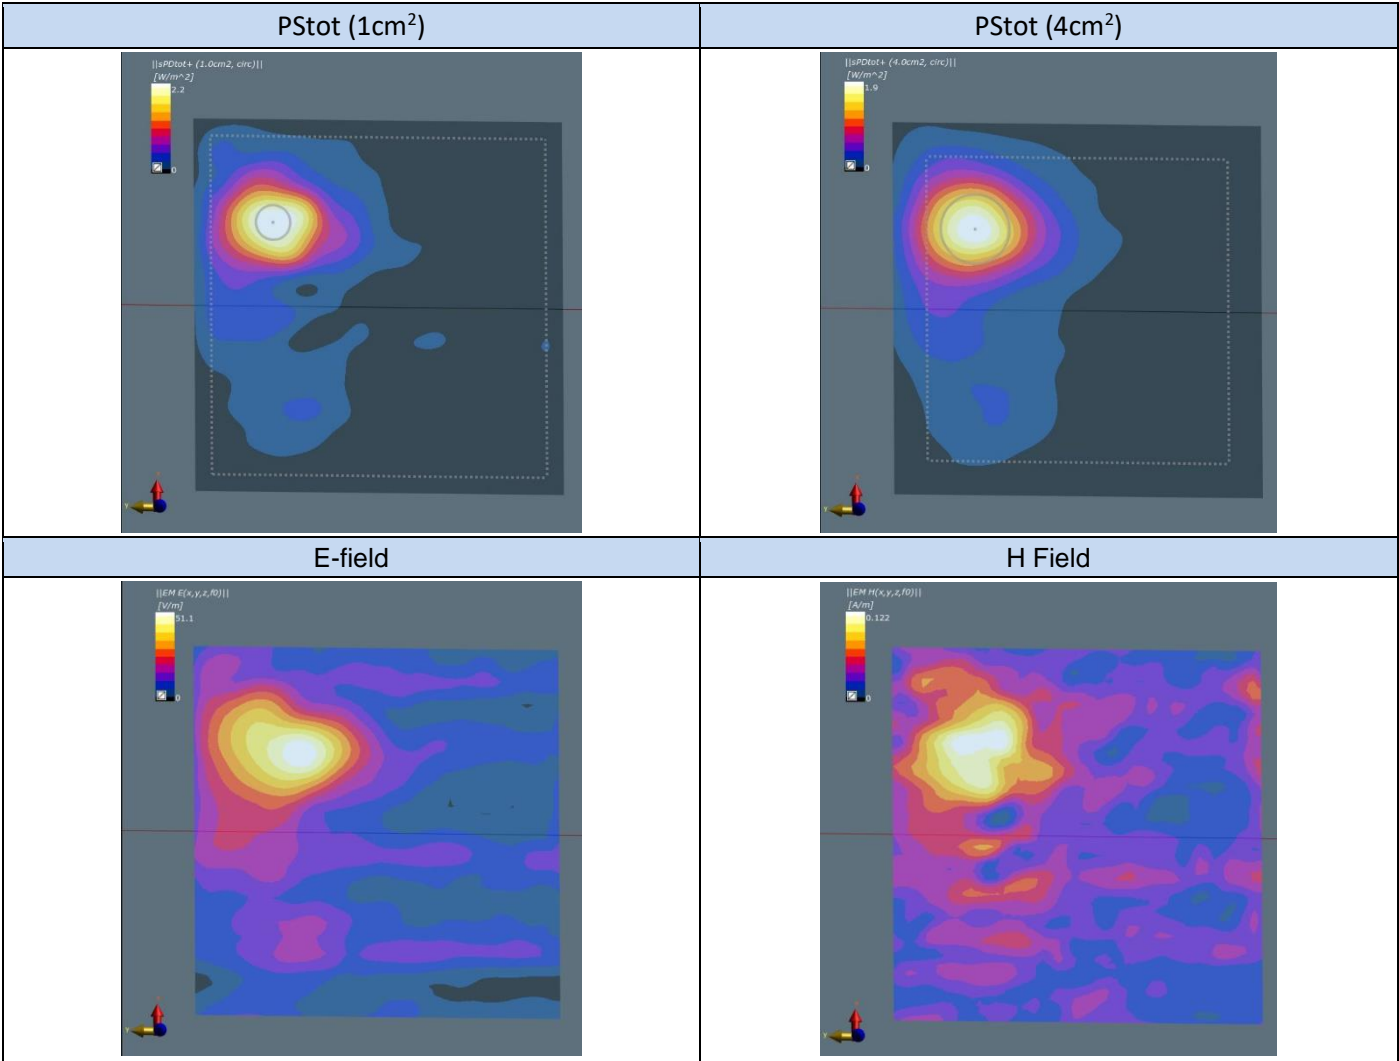 PStot (1cm²)
PStot (4cm²)
||sPDtot+ (1.0cm2, circ)||
[W/m^2]
2.2
0
||sPDtot+ (4.0cm2, circ)||
[W/m^2]
1.9
0
E-field
H Field
||EM E(x,y,z,f0)||
[V/m]
51.1
0
||EM H(x,y,z,f0)||
[A/m]
0.122
0